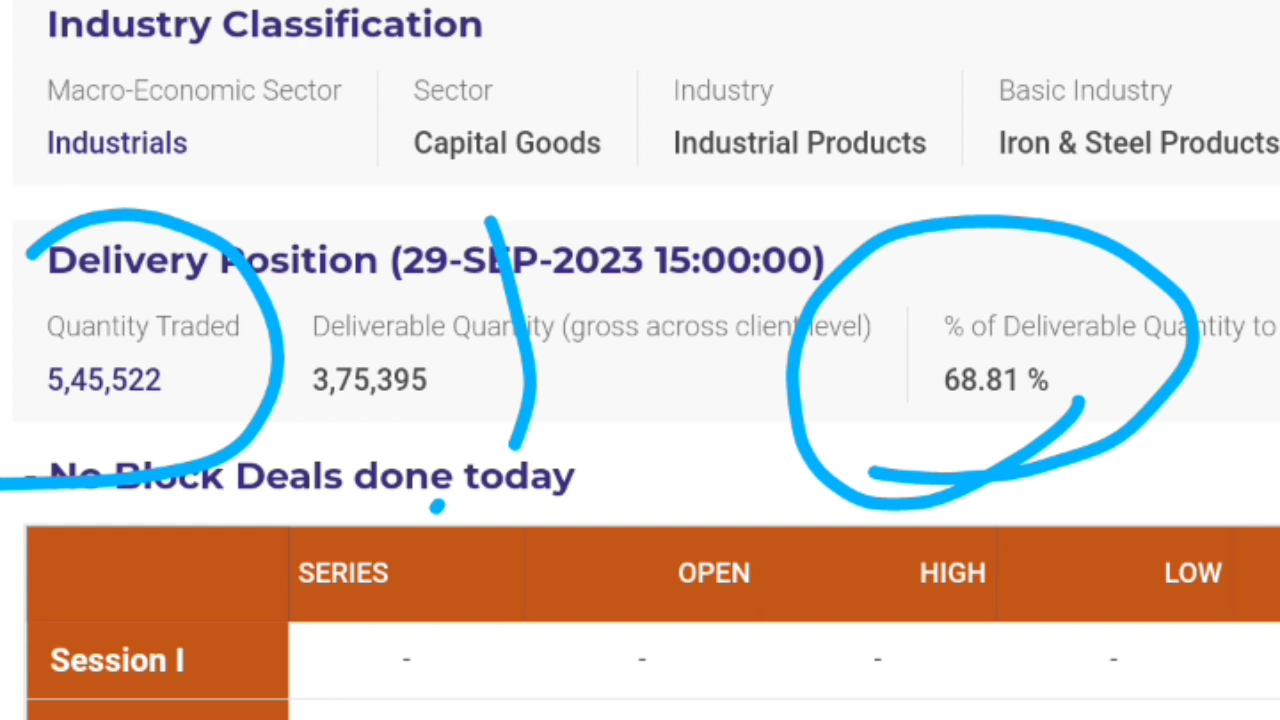 Industry Classification
Macro-Economic Sector Sector Industry Basic Industry
Industrials Capital Goods Industrial Products Iron & Steel Products
Delivery Position (29-SEP-2023 15:00:00)
Quantity Traded Deliverable Quantity (gross across client level) % of Deliverable Quantity to
5,45,522 3,75,395 68.81 %
- No Block Deals done today
SERIES OPEN HIGH LOW
Session I - - - -